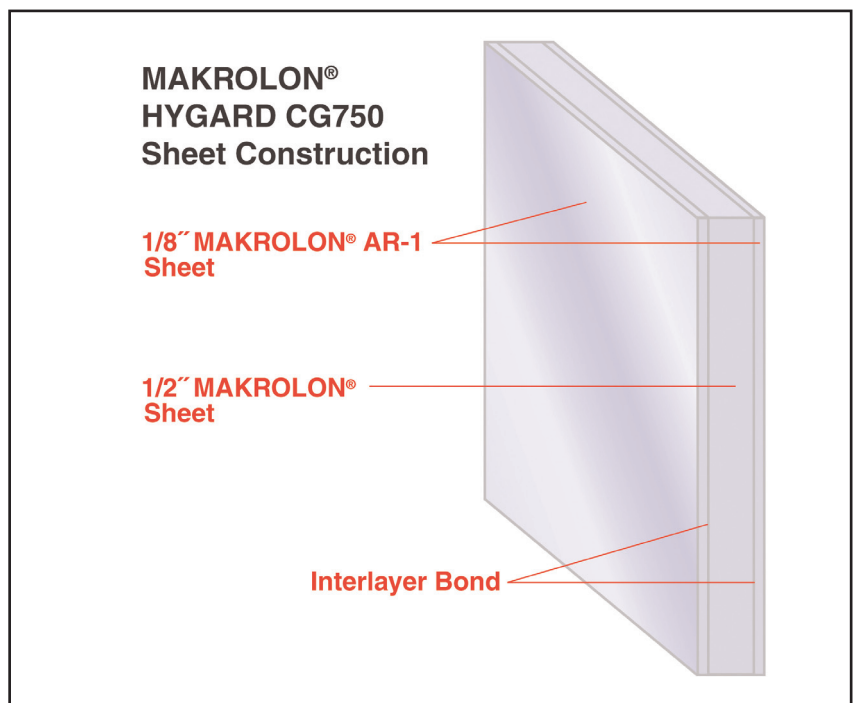 MAKROLON®
HYGARD CG750
Sheet Construction
1/8˝ MAKROLON® AR-1
Sheet
1/2˝ MAKROLON®
Sheet
Interlayer Bond